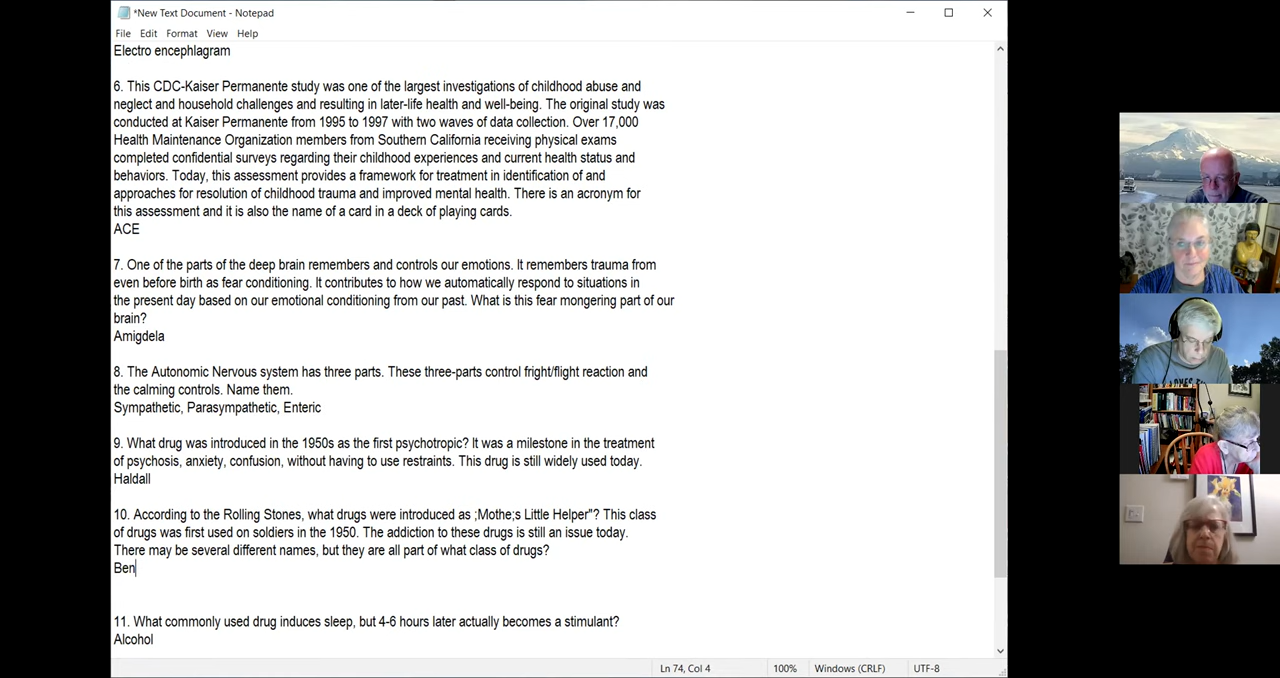 *New Text Document - Notepad
File Edit Format View Help
Electro encephlagram
6. This CDC-Kaiser Permanente study was one of the largest investigations of childhood abuse and
neglect and household challenges and resulting in later-life health and well-being. The original study was
conducted at Kaiser Permanente from 1995 to 1997 with two waves of data collection. Over 17,000
Health Maintenance Organization members from Southern California receiving physical exams
completed confidential surveys regarding their childhood experiences and current health status and
behaviors. Today, this assessment provides a framework for treatment in identification of and
approaches for resolution of childhood trauma and improved mental health. There is an acronym for
this assessment and it is also the name of a card in a deck of playing cards.
ACE
7. One of the parts of the deep brain remembers and controls our emotions. It remembers trauma from
even before birth as fear conditioning. It contributes to how we automatically respond to situations in
the present day based on our emotional conditioning from our past. What is this fear mongering part of our
brain?
Amigdela
8. The Autonomic Nervous system has three parts. These three-parts control fright/flight reaction and
the calming controls. Name them.
Sympathetic, Parasympathetic, Enteric
9. What drug was introduced in the 1950s as the first psychotropic? It was a milestone in the treatment
of psychosis, anxiety, confusion, without having to use restraints. This drug is still widely used today.
Haldall
10. According to the Rolling Stones, what drugs were introduced as ;Mothe;s Little Helper"? This class
of drugs was first used on soldiers in the 1950. The addiction to these drugs is still an issue today.
There may be several different names, but they are all part of what class of drugs?
Ben
11. What commonly used drug induces sleep, but 4-6 hours later actually becomes a stimulant?
Alcohol
Ln 74, Col 4 100% Windows (CRLF) UTF-8